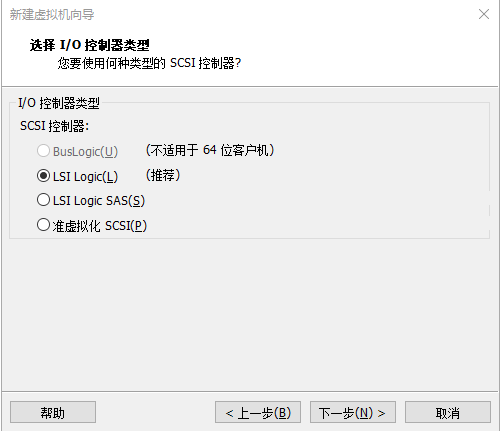 新建虚拟机向导
选择 I/O 控制器类型
您要使用何种类型的 SCSI 控制器?
I/O 控制器类型
SCSI 控制器:
BusLogic(U) （不适用于 64 位客户机）
LSI Logic(L) （推荐）
LSI Logic SAS(S)
准虚拟化 SCSI(P)
帮助 < 上一步(B) 下一步(N) > 取消